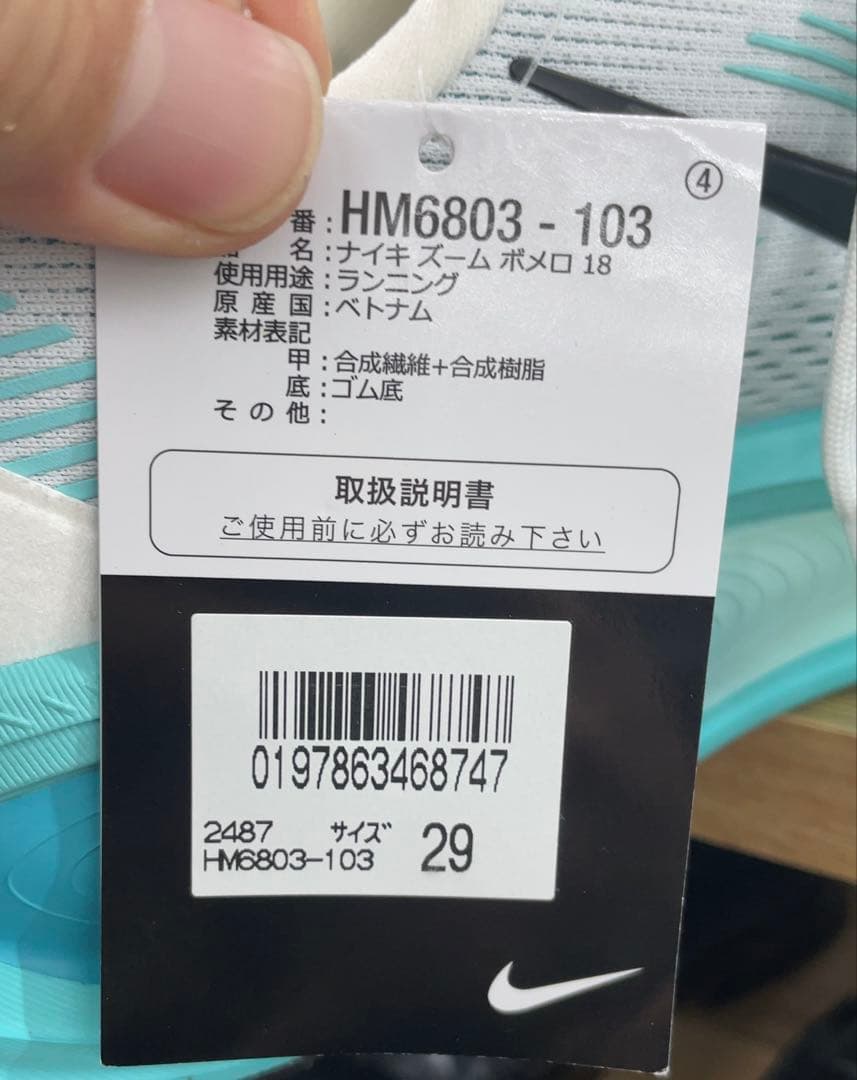 ④
番:HM6803 - 103
名:ナイキ ズーム ボメロ 18
使用用途:ランニング
原産国:ベトナム
素材表記
甲:合成繊維+合成樹脂
底:ゴム底
その他:
取扱説明書
ご使用前に必ずお読み下さい
0197863468747
2487 サイズ 29
HM6803-103